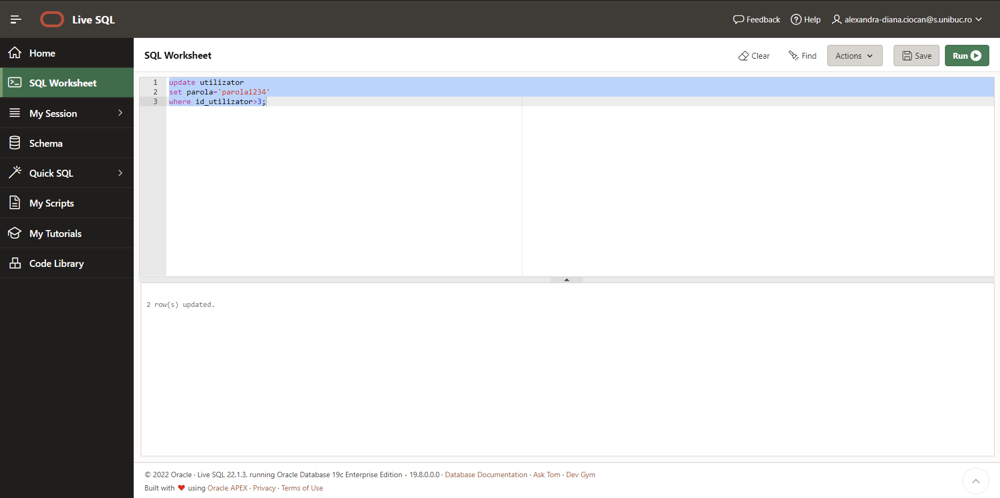 Live SQL
Feedback
Help
alexandra-diana.ciocan@s.unibuc.ro
Home
SQL Worksheet
My Session
Schema
Quick SQL
My Scripts
My Tutorials
Code Library
SQL Worksheet
Clear
Find
Actions
Save
Run
1 update utilizator
2 set parola='parola1234'
3 where id_utilizator>3;
2 row(s) updated.
© 2022 Oracle · Live SQL 22.1.3, running Oracle Database 19c Enterprise Edition - 19.8.0.0.0 · Database Documentation · Ask Tom · Dev Gym
Built with ❤ using Oracle APEX · Privacy · Terms of Use